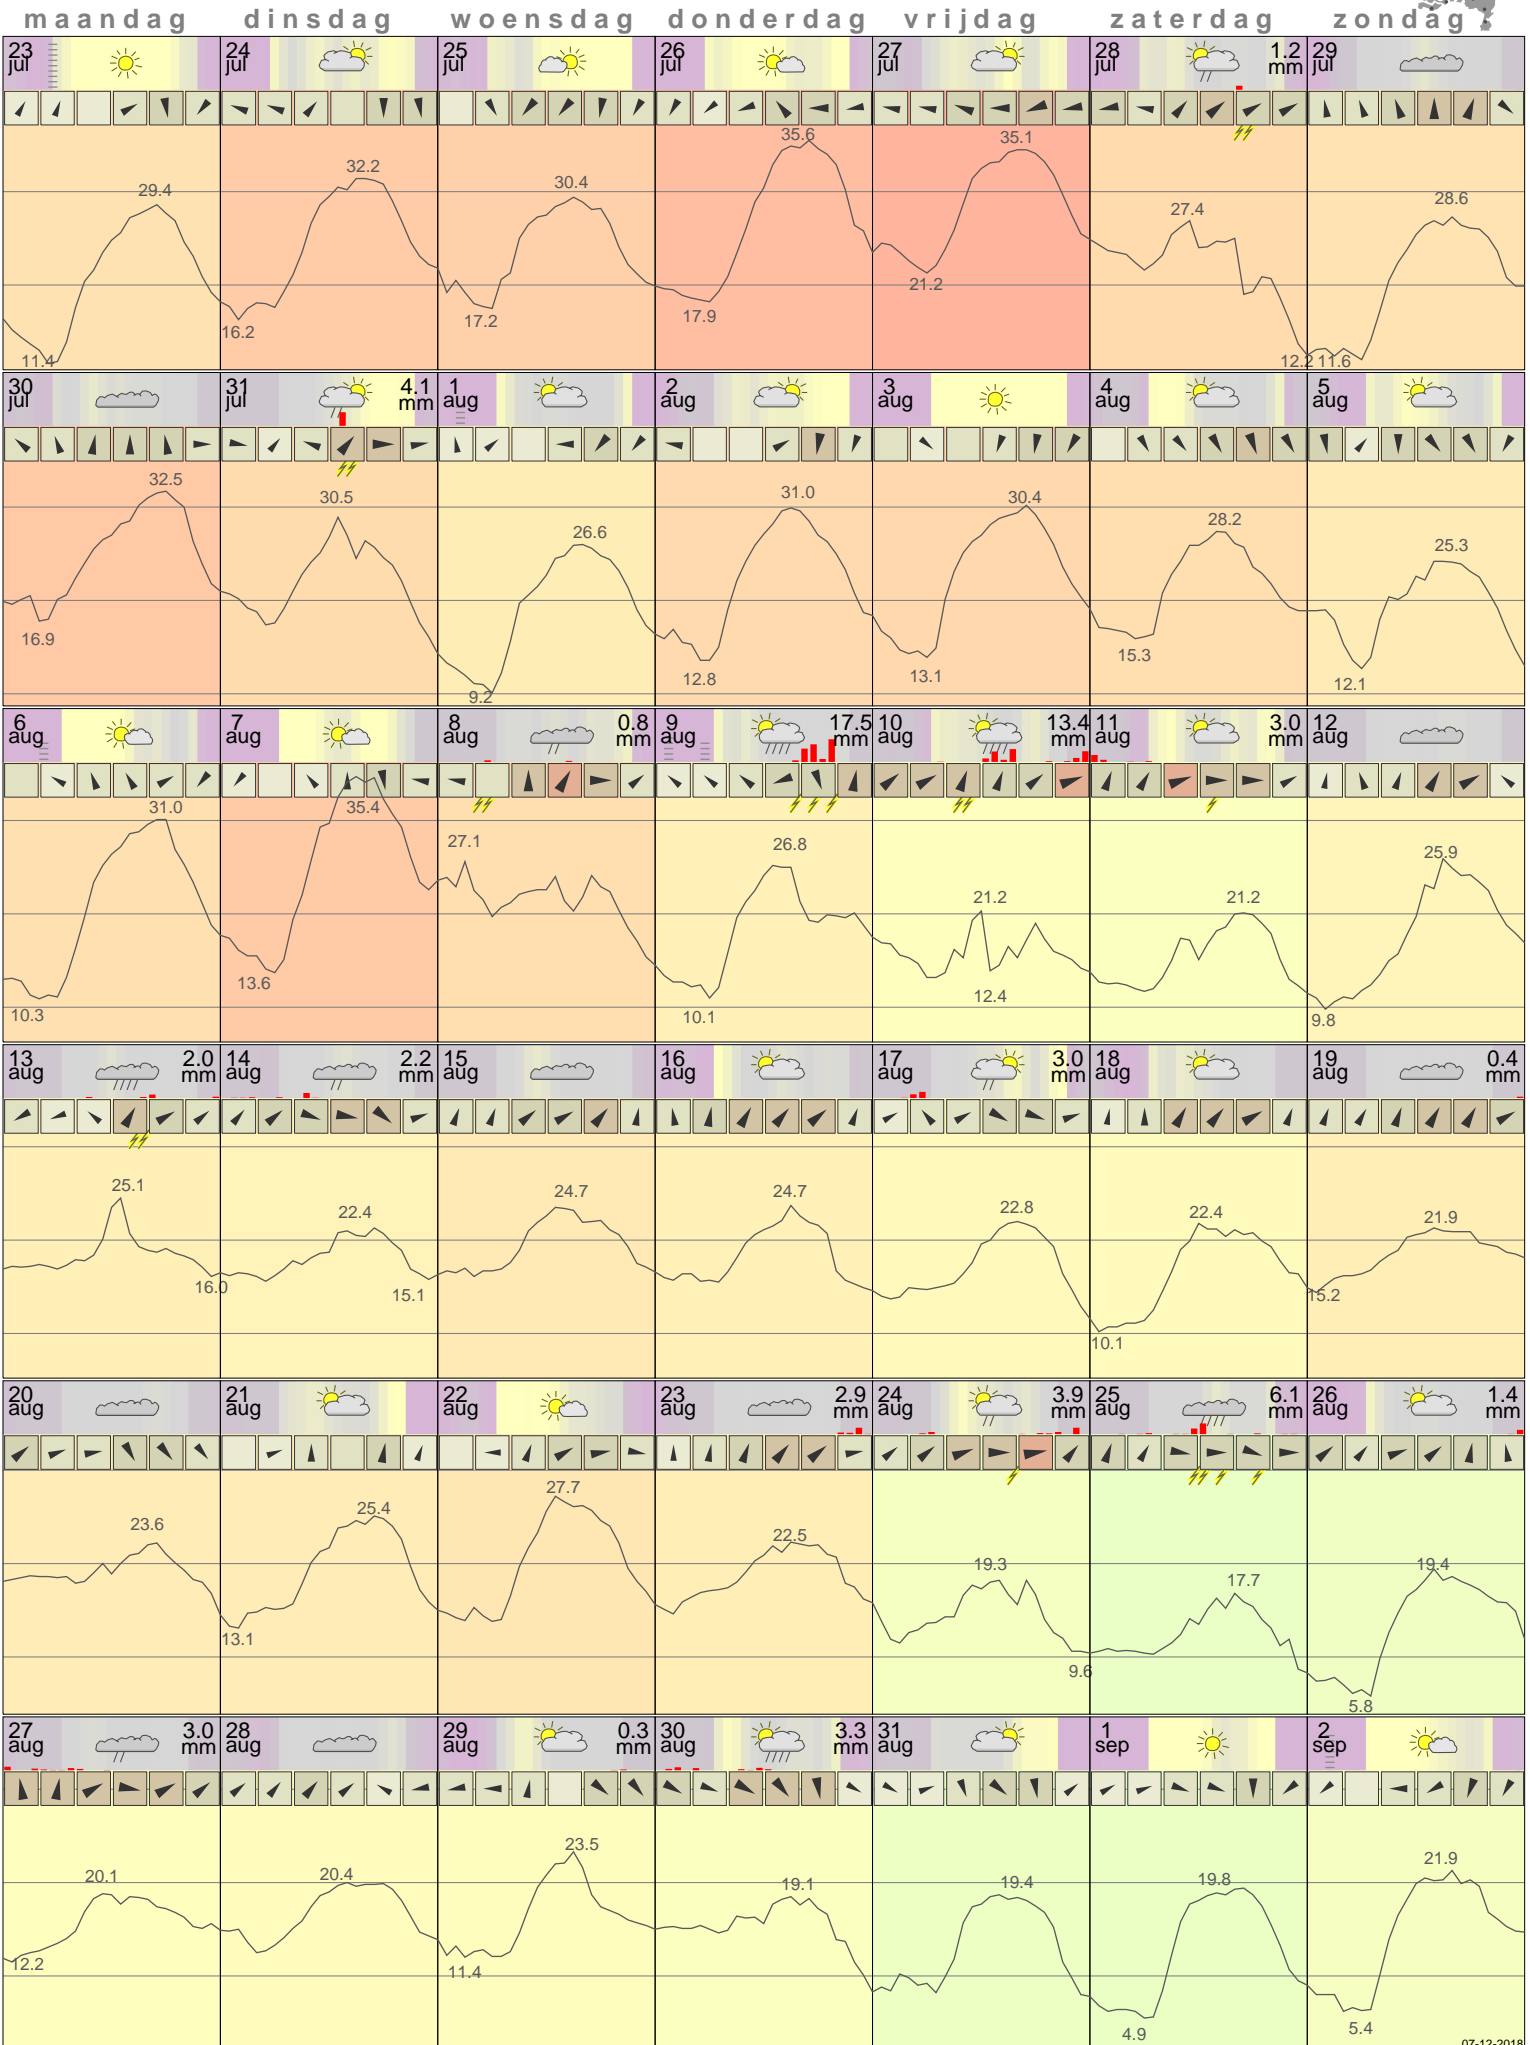 maandag dinsdag woensdag donderdag vrijdag zaterdag zondag
23 jul 24 jul 25 jul 26 jul 27 jul 28 jul 1.2 mm 29 jul
29.4 11.4 32.2 16.2 30.4 17.2 35.6 17.9 35.1 21.2 27.4 12.2 28.6 11.6
30 jul 31 jul 4.1 mm 1 aug 2 aug 3 aug 4 aug 5 aug
32.5 16.9 30.5 26.6 9.2 31.0 12.8 30.4 13.1 28.2 15.3 25.3 12.1
6 aug 7 aug 8 aug 0.8 mm 9 aug 17.5 mm 10 aug 13.4 mm 11 aug 3.0 mm 12 aug
31.0 10.3 35.4 13.6 27.1 26.8 10.1 21.2 12.4 21.2 25.9 9.8
13 aug 2.0 mm 14 aug 2.2 mm 15 aug 16 aug 17 aug 3.0 mm 18 aug 19 aug 0.4 mm
25.1 16.0 22.4 15.1 24.7 24.7 22.8 22.4 10.1 21.9 15.2
20 aug 21 aug 22 aug 23 aug 2.9 mm 24 aug 3.9 mm 25 aug 6.1 mm 26 aug 1.4 mm
23.6 25.4 13.1 27.7 22.5 19.3 9.6 17.7 19.4 5.8
27 aug 3.0 mm 28 aug 29 aug 0.3 mm 30 aug 3.3 mm 31 aug 1 sep 2 sep
20.1 12.2 20.4 23.5 11.4 19.1 19.4 19.8 4.9 21.9 5.4
07-12-2018